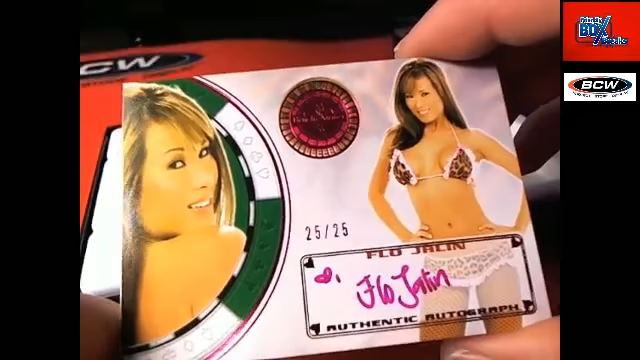 BCW
25/25
FLO JALIN
Flo Jalin
AUTHENTIC AUTOGRAPH
BOX
BCW